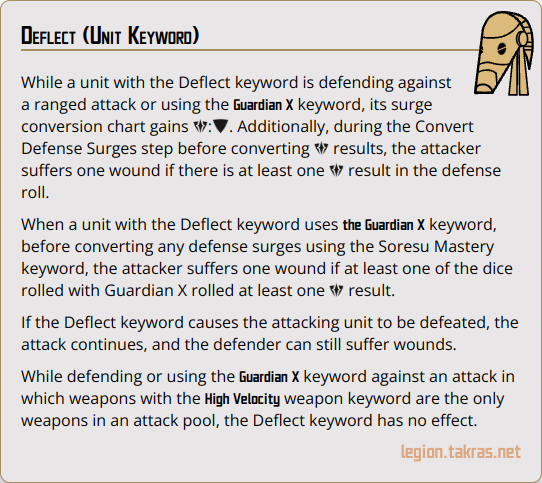 Deflect (Unit Keyword)
While a unit with the Deflect keyword is defending against
a ranged attack or using the Guardian X keyword, its surge
conversion chart gains : . Additionally, during the Convert
Defense Surges step before converting results, the attacker
suffers one wound if there is at least one result in the defense
roll.
When a unit with the Deflect keyword uses the Guardian X keyword,
before converting any defense surges using the Soresu Mastery
keyword, the attacker suffers one wound if at least one of the dice
rolled with Guardian X rolled at least one result.
If the Deflect keyword causes the attacking unit to be defeated, the
attack continues, and the defender can still suffer wounds.
While defending or using the Guardian X keyword against an attack in
which weapons with the High Velocity weapon keyword are the only
weapons in an attack pool, the Deflect keyword has no effect.
legion.takras.net